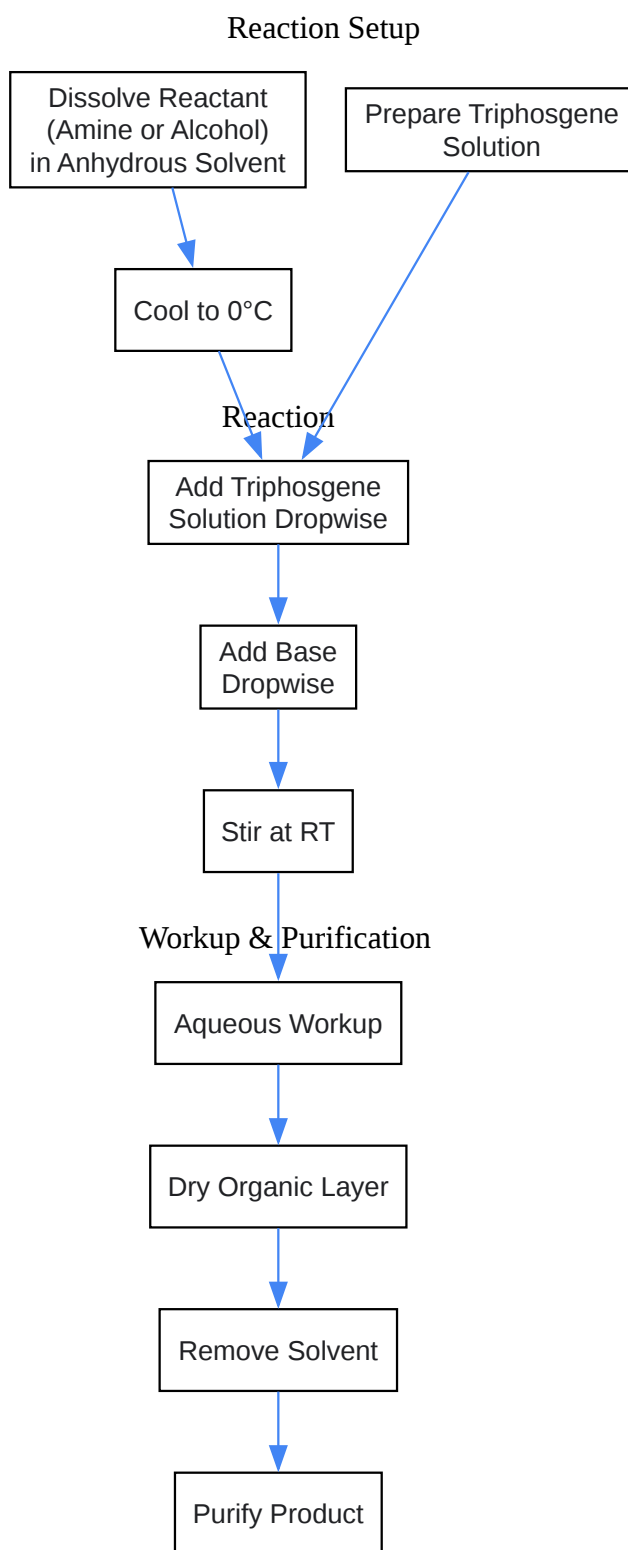 Reaction Setup
Dissolve Reactant
(Amine or Alcohol)
in Anhydrous Solvent
Prepare Triphosgene
Solution
Cool to 0°C
Reaction
Add Triphosgene
Solution Dropwise
Add Base
Dropwise
Stir at RT
Workup & Purification
Aqueous Workup
Dry Organic Layer
Remove Solvent
Purify Product